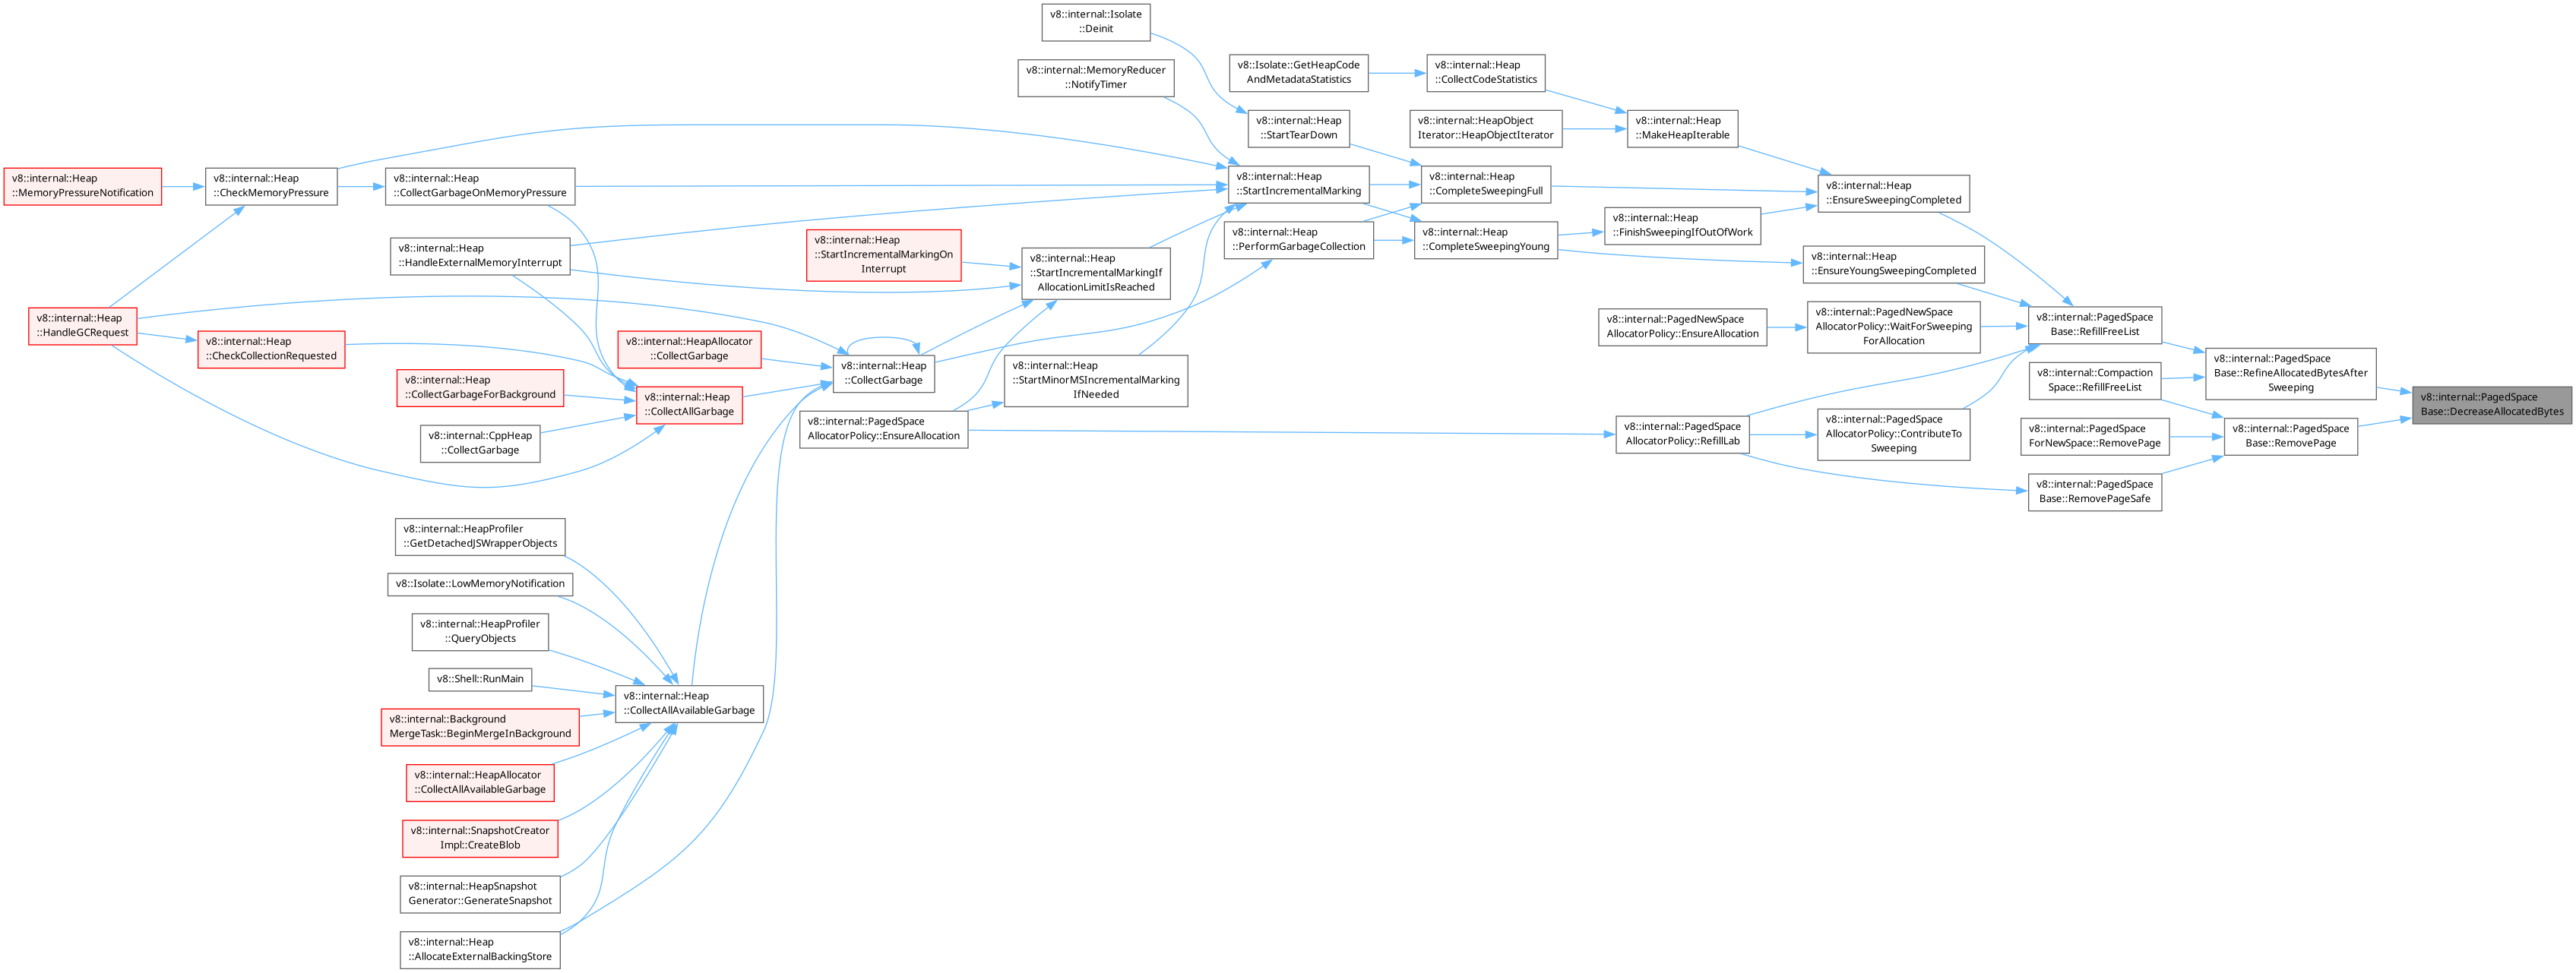 v8::internal::Isolate
::Deinit
v8::internal::MemoryReducer
::NotifyTimer
v8::Isolate::GetHeapCode
AndMetadataStatistics
v8::internal::Heap
::CollectCodeStatistics
v8::internal::Heap
::StartTearDown
v8::internal::HeapObject
Iterator::HeapObjectIterator
v8::internal::Heap
::MakeHeapIterable
v8::internal::Heap
::MemoryPressureNotification
v8::internal::Heap
::CheckMemoryPressure
v8::internal::Heap
::CollectGarbageOnMemoryPressure
v8::internal::Heap
::StartIncrementalMarking
v8::internal::Heap
::CompleteSweepingFull
v8::internal::Heap
::EnsureSweepingCompleted
v8::internal::Heap
::HandleExternalMemoryInterrupt
v8::internal::Heap
::StartIncrementalMarkingOn
Interrupt
v8::internal::Heap
::StartIncrementalMarkingIf
AllocationLimitIsReached
v8::internal::Heap
::PerformGarbageCollection
v8::internal::Heap
::CompleteSweepingYoung
v8::internal::Heap
::FinishSweepingIfOutOfWork
v8::internal::Heap
::EnsureYoungSweepingCompleted
v8::internal::Heap
::HandleGCRequest
v8::internal::Heap
::CheckCollectionRequested
v8::internal::HeapAllocator
::CollectGarbage
v8::internal::Heap
::CollectGarbage
v8::internal::Heap
::StartMinorMSIncrementalMarking
IfNeeded
v8::internal::PagedNewSpace
AllocatorPolicy::EnsureAllocation
v8::internal::PagedNewSpace
AllocatorPolicy::WaitForSweeping
ForAllocation
v8::internal::PagedSpace
Base::RefillFreeList
v8::internal::Compaction
Space::RefillFreeList
v8::internal::PagedSpace
Base::RefineAllocatedBytesAfter
Sweeping
v8::internal::PagedSpace
Base::DecreaseAllocatedBytes
v8::internal::Heap
::CollectGarbageForBackground
v8::internal::Heap
::CollectAllGarbage
v8::internal::CppHeap
::CollectGarbage
v8::internal::PagedSpace
AllocatorPolicy::EnsureAllocation
v8::internal::PagedSpace
AllocatorPolicy::RefillLab
v8::internal::PagedSpace
AllocatorPolicy::ContributeTo
Sweeping
v8::internal::PagedSpace
ForNewSpace::RemovePage
v8::internal::PagedSpace
Base::RemovePage
v8::internal::PagedSpace
Base::RemovePageSafe
v8::internal::HeapProfiler
::GetDetachedJSWrapperObjects
v8::Isolate::LowMemoryNotification
v8::internal::HeapProfiler
::QueryObjects
v8::Shell::RunMain
v8::internal::Heap
::CollectAllAvailableGarbage
v8::internal::Background
MergeTask::BeginMergeInBackground
v8::internal::HeapAllocator
::CollectAllAvailableGarbage
v8::internal::SnapshotCreator
Impl::CreateBlob
v8::internal::HeapSnapshot
Generator::GenerateSnapshot
v8::internal::Heap
::AllocateExternalBackingStore